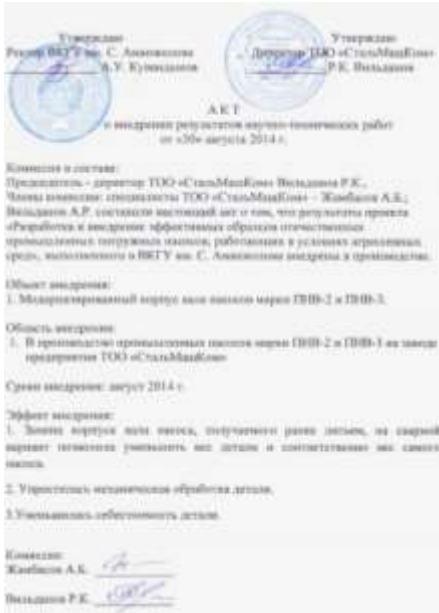 Утверждаю Утверждаю
Ректор ВКГУ им. С. Аманжолова Директор ТОО «СтальМашКом»
А.У. Кувандыков Р.К. Вильданов
А К Т
о внедрении результатов научно-технических работ
от «30» августа 2014 г.
Комиссия в составе:
Председатель - директор ТОО «СтальМашКом» Вильданов Р.К.,
Члены комиссии: специалисты ТОО «СтальМашКом» – Жамбасов А.Б.;
Вильданов А.Р. составили настоящий акт о том, что результаты проекта
«Разработка и внедрение эффективных образцов отечественных
промышленных погружных насосов, работающих в условиях агрессивных
сред», выполненного в ВКГУ им. С. Аманжолова внедрены в производство.
Объект внедрения:
1. Модернизированный корпус вала насосов марки ПНВ-2 и ПНВ-3.
Область внедрения:
1. В производство промышленных насосов марки ПНВ-2 и ПНВ-3 на заводе
предприятия ТОО «СтальМашКом»
Сроки внедрения: август 2014 г.
Эффект внедрения:
1. Замена корпуса вала насоса, получаемого ранее литьем, на сварной
вариант позволила уменьшить вес детали и соответственно вес самого
насоса.
2. Упростилась механическая обработка детали.
3.Уменьшилась себестоимость детали.
Комиссия:
Жамбасов А.Б.
Вильданов Р.К.